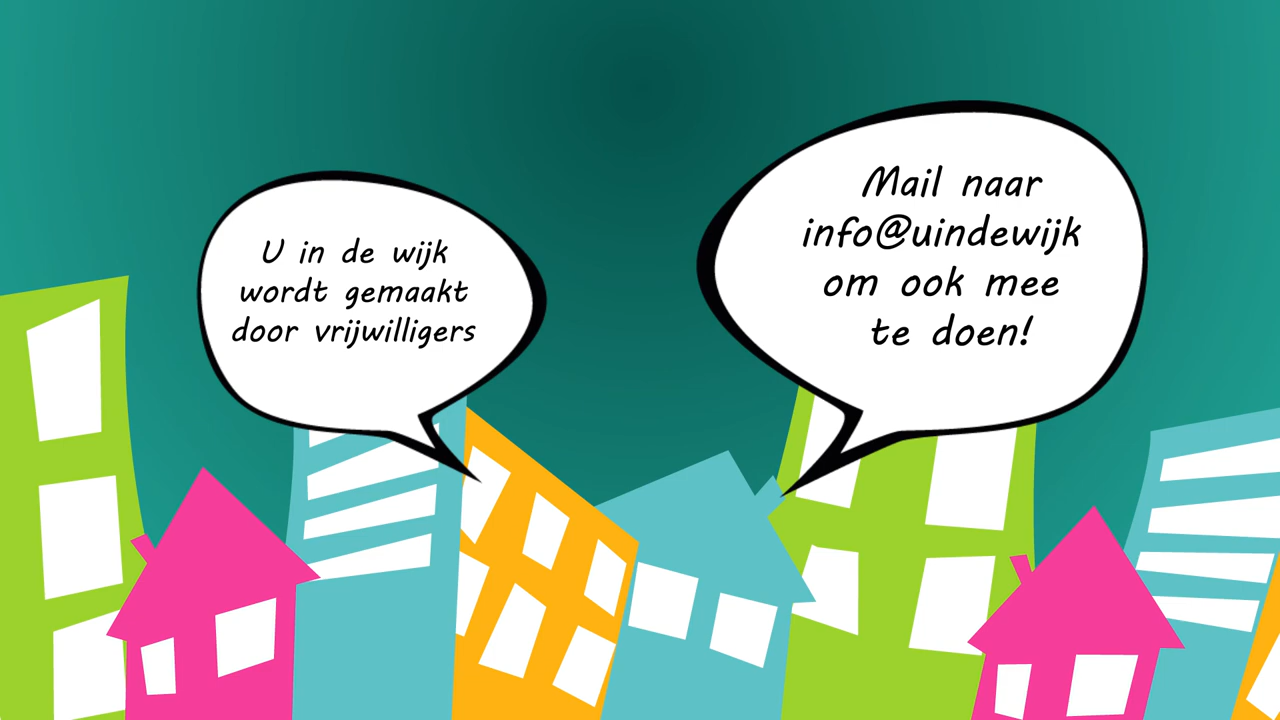 U in de wijk
wordt gemaakt
door vrijwilligers
Mail naar
info@uindewijk
om ook mee
te doen!